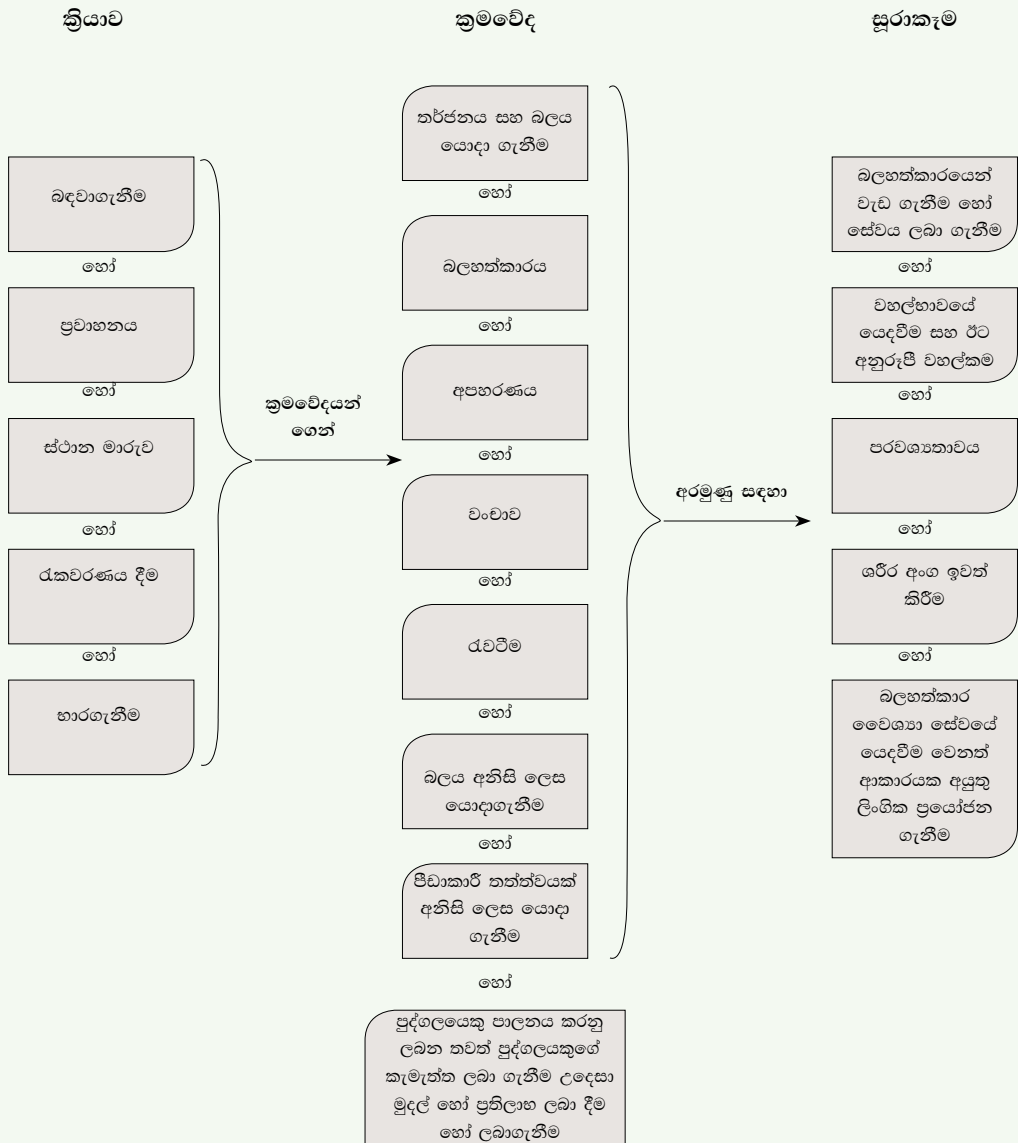 ක්‍රියාව
ක්‍රමවේද
සූරාකෑම
බඳවාගැනීම
හෝ
ප්‍රවාහනය
හෝ
ස්ථාන මාරුව
හෝ
රැකවරණය දීම
හෝ
භාරගැනීම
ක්‍රමවේදයන්
ගෙන්
තර්ජනය සහ බලය
යොදා ගැනීම
හෝ
බලහත්කාරය
හෝ
අපහරණය
හෝ
වංචාව
හෝ
රැවටීම
හෝ
බලය අනිසි ලෙස
යොදාගැනීම
හෝ
පීඩාකාරී තත්ත්වයක්
අනිසි ලෙස යොදා
ගැනීම
හෝ
පුද්ගලයෙකු පාලනය කරනු
ලබන තවත් පුද්ගලයකුගේ
කැමැත්ත ලබා ගැනීම උදෙසා
මුදල් හෝ ප්‍රතිලාභ ලබා දීම
හෝ ලබාගැනීම
අරමුණු සඳහා
බලහත්කාරයෙන්
වැඩ ගැනීම හෝ
සේවය ලබා ගැනීම
හෝ
වහල්භාවයේ
යෙදවීම සහ ඊට
අනුරූපී වහල්කම
හෝ
පරවශ්‍යතාවය
හෝ
ශරීර අංග ඉවත්
කිරීම
හෝ
බලහත්කාර
වෛශ්‍යා සේවයේ
යෙදවීම වෙනත්
ආකාරයක අයුතු
ලිංගික ප්‍රයෝජන
ගැනීම